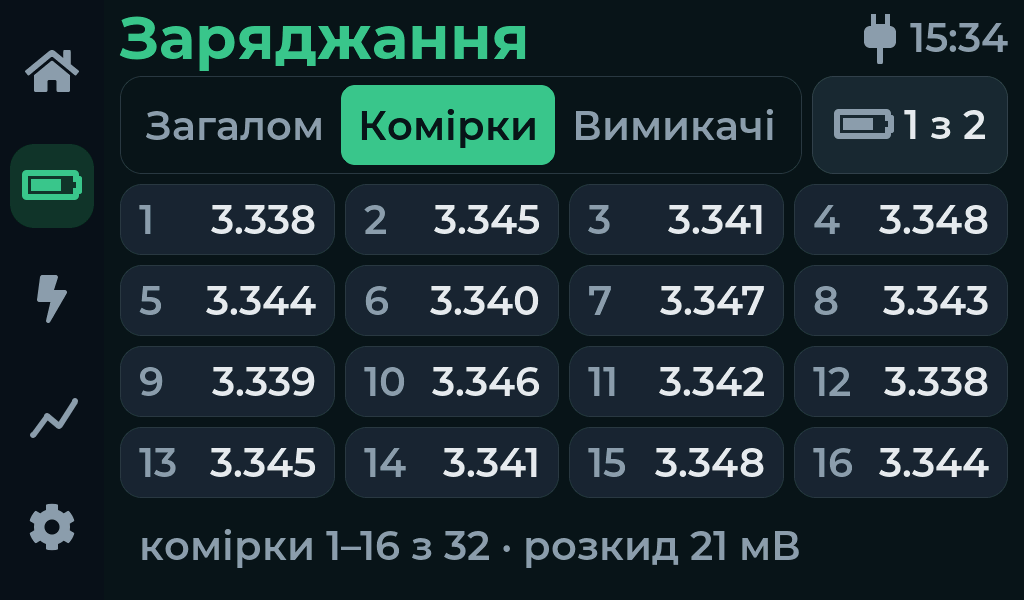 Заряджання 15:34
Загалом Комірки Вимикачі 1 з 2
1 3.338 2 3.345 3 3.341 4 3.348
5 3.344 6 3.340 7 3.347 8 3.343
9 3.339 10 3.346 11 3.342 12 3.338
13 3.345 14 3.341 15 3.348 16 3.344
комірки 1–16 з 32 · розкид 21 мВ